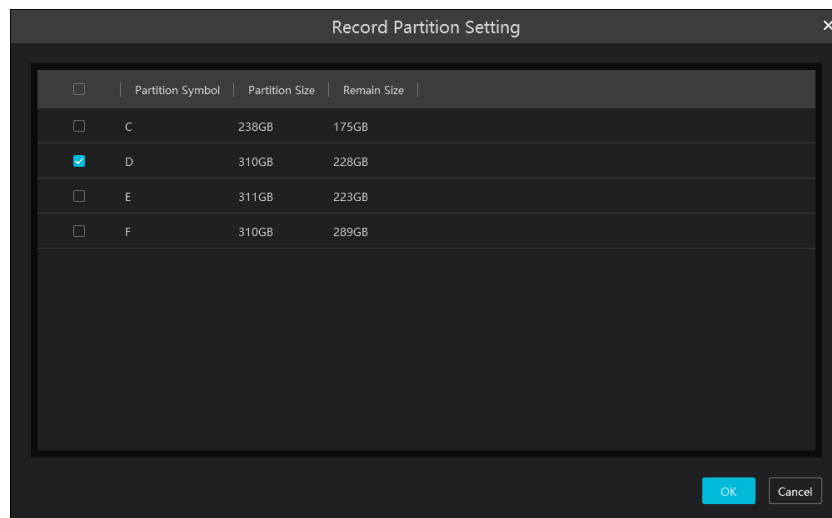 Record Partition Setting
Partition Symbol Partition Size Remain Size
C 238GB 175GB
D 310GB 228GB
E 311GB 223GB
F 310GB 289GB
OK Cancel